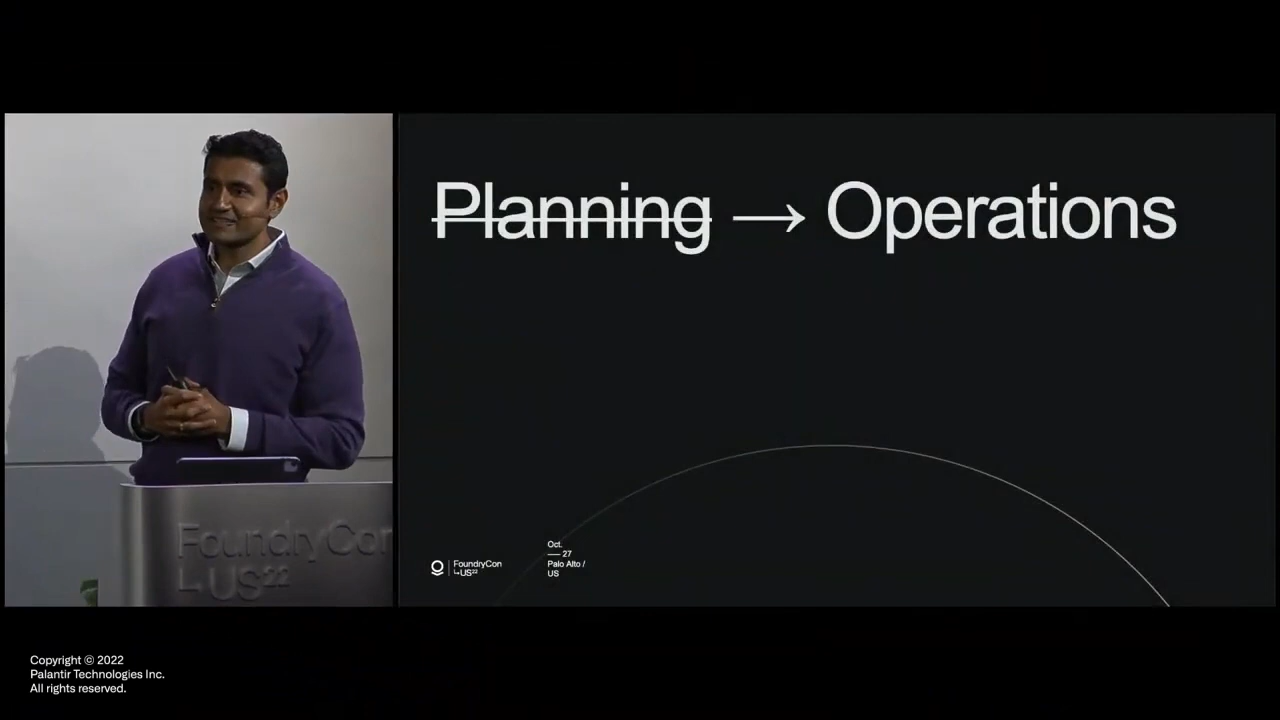 Planning → Operations
FoundryCon
↳US22
Oct.
— 27
Palo Alto /
US
FoundryCon
↳US²²
Copyright © 2022
Palantir Technologies Inc.
All rights reserved.